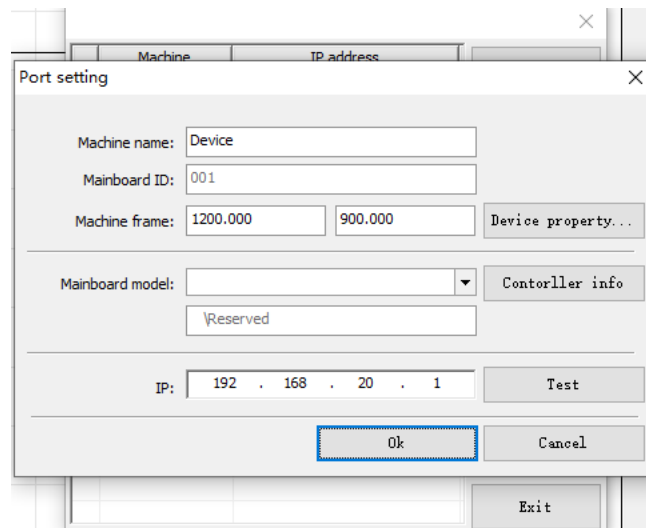 Machine IP address
Port setting
Machine name: Device
Mainboard ID: 001
Machine frame: 1200.000 900.000 Device property...
Mainboard model: Contorller info
\Reserved
IP: 192 . 168 . 20 . 1 Test
Ok Cancel
Exit